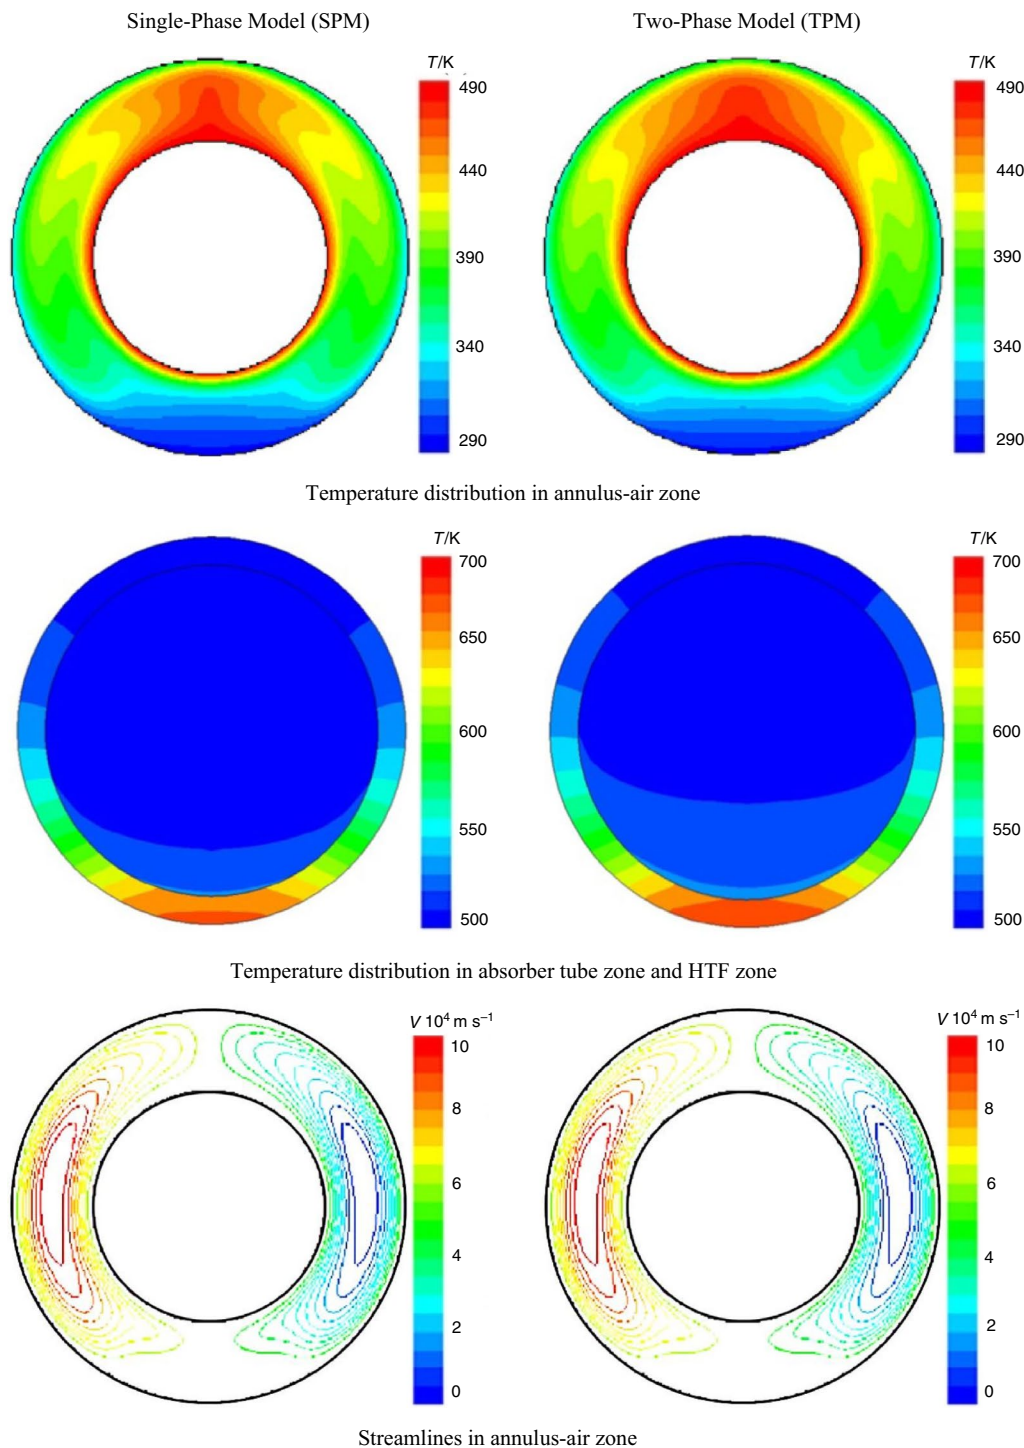 Single-Phase Model (SPM) Two-Phase Model (TPM)
T/K T/K
490 490
440 440
390 390
340 340
290 290
Temperature distribution in annulus-air zone
T/K T/K
700 700
650 650
600 600
550 550
500 500
Temperature distribution in absorber tube zone and HTF zone
V 10⁴ m s⁻¹ V 10⁴ m s⁻¹
10 10
8 8
6 6
4 4
2 2
0 0
Streamlines in annulus-air zone